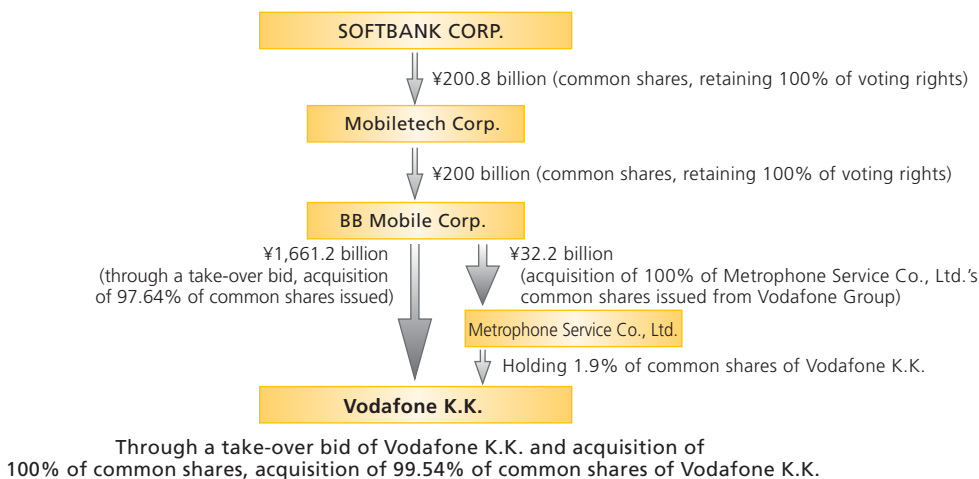 SOFTBANK CORP.
¥200.8 billion (common shares, retaining 100% of voting rights)
Mobiletech Corp.
¥200 billion (common shares, retaining 100% of voting rights)
BB Mobile Corp.
¥1,661.2 billion
(through a take-over bid, acquisition
of 97.64% of common shares issued)
¥32.2 billion
(acquisition of 100% of Metrophone Service Co., Ltd.'s
common shares issued from Vodafone Group)
Metrophone Service Co., Ltd.
Holding 1.9% of common shares of Vodafone K.K.
Vodafone K.K.
Through a take-over bid of Vodafone K.K. and acquisition of
100% of common shares, acquisition of 99.54% of common shares of Vodafone K.K.